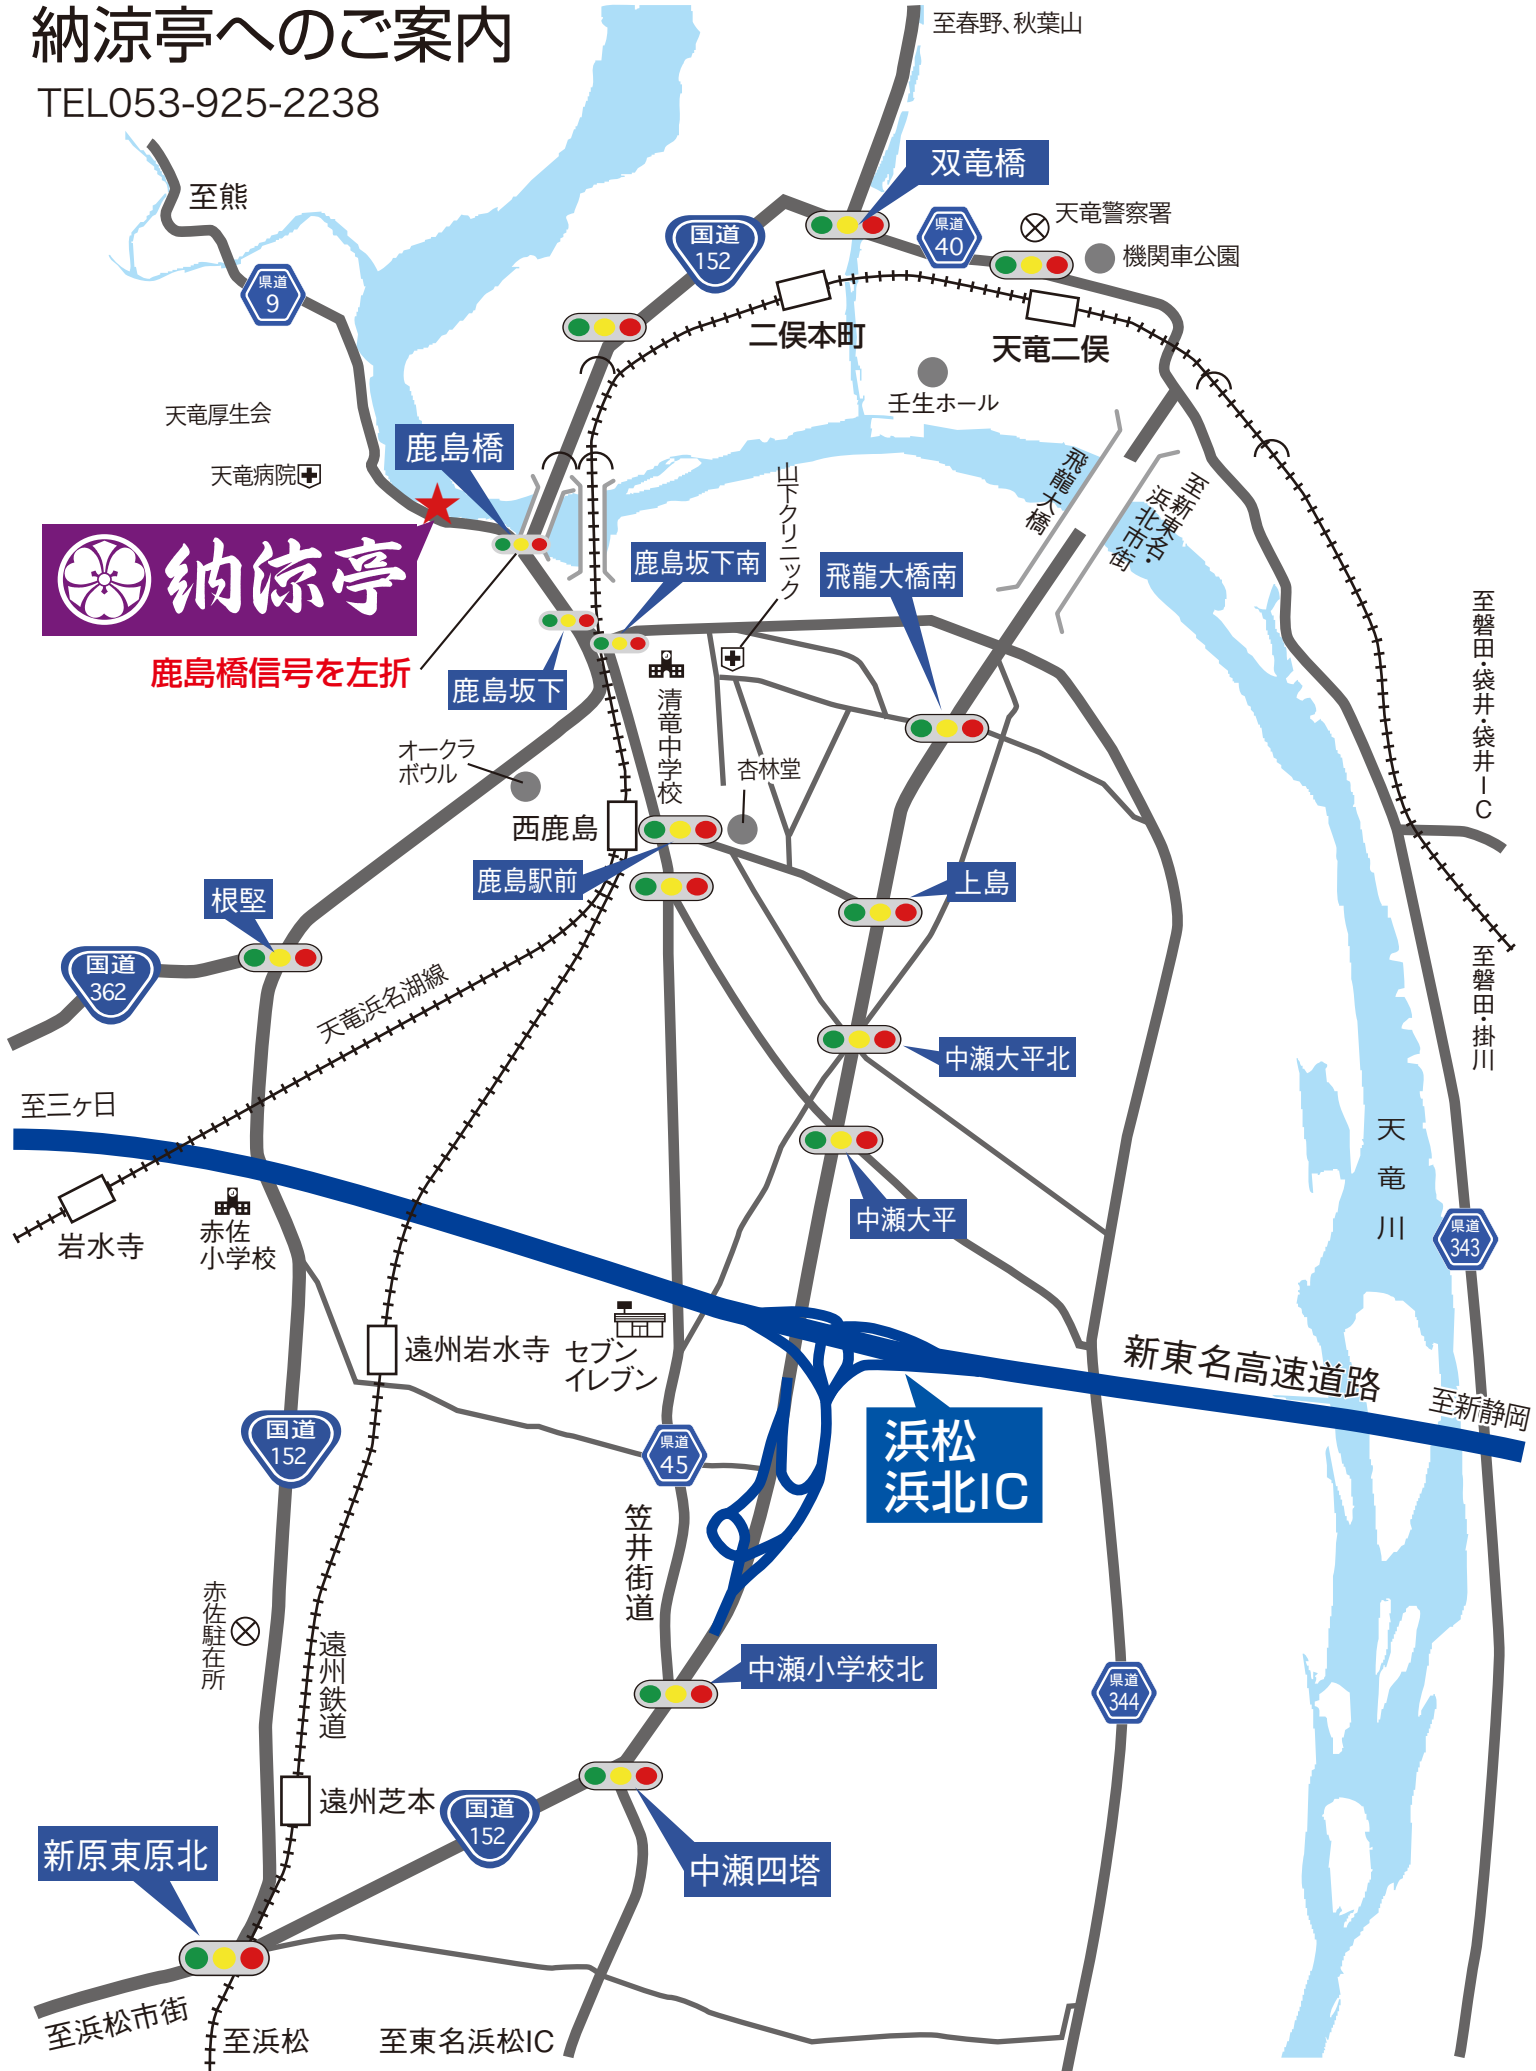 納涼亭へのご案内
TEL053-925-2238
至春野、秋葉山
双竜橋
至熊
国道
152
県道
40
天竜警察署
機関車公園
県道
9
二俣本町
天竜二俣
壬生ホール
天竜厚生会
鹿島橋
天竜病院
山下クリニック
飛龍大橋
至新東名・
浜北市街
納涼亭
鹿島坂下南
飛龍大橋南
鹿島橋信号を左折
鹿島坂下
清竜中学校
至磐田・袋井・袋井IC
オークラ
ボウル
杏林堂
西鹿島
鹿島駅前
上島
根堅
国道
362
天竜浜名湖線
至磐田・掛川
中瀬大平北
至三ヶ日
天竜川
岩水寺
赤佐
小学校
中瀬大平
県道
343
遠州岩水寺
セブン
イレブン
新東名高速道路
至新静岡
国道
152
県道
45
浜松
浜北IC
笠井街道
赤佐駐在所
遠州鉄道
中瀬小学校北
県道
344
遠州芝本
国道
152
新原東原北
中瀬四塔
至浜松市街
至浜松
至東名浜松IC